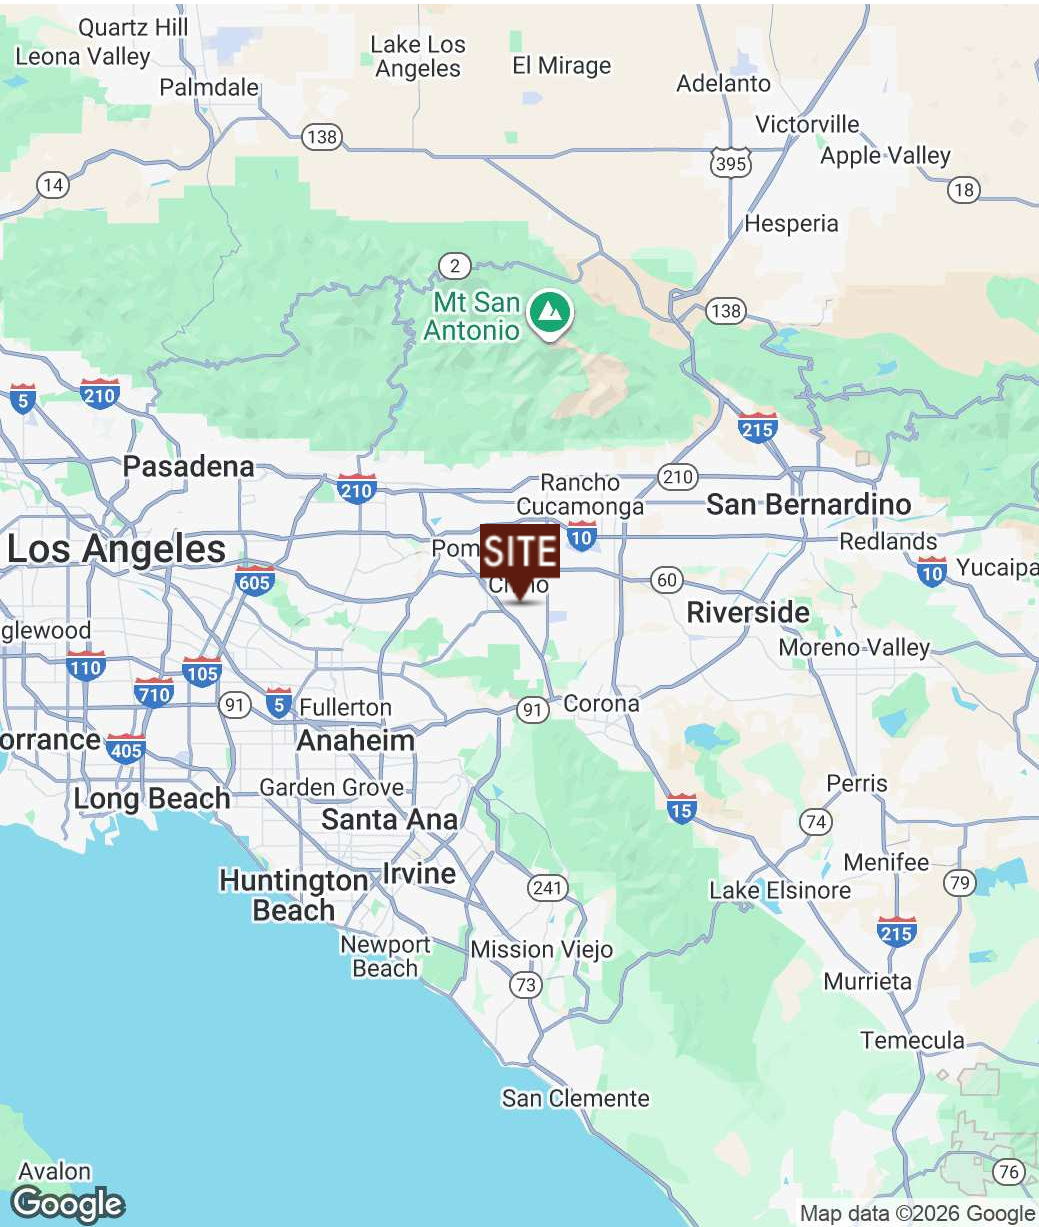 Quartz Hill
Leona Valley
Lake Los
Angeles
El Mirage
Palmdale
Adelanto
138
Victorville
395
Apple Valley
14
18
Hesperia
2
Mt San
Antonio
138
5
210
215
Pasadena
210
Rancho
Cucamonga
210
San Bernardino
Los Angeles
Pom
SITE
10
Redlands
10
Yucaipa
605
60
Riverside
glewood
110
105
Moreno Valley
710
91
5
Fullerton
91
Corona
orrance
405
Anaheim
Long Beach
Garden Grove
Perris
Santa Ana
15
74
Huntington
Beach
Irvine
241
Menifee
79
Lake Elsinore
215
Newport
Beach
Mission Viejo
73
Murrieta
Temecula
San Clemente
Avalon
76
Google
Map data ©2026 Google